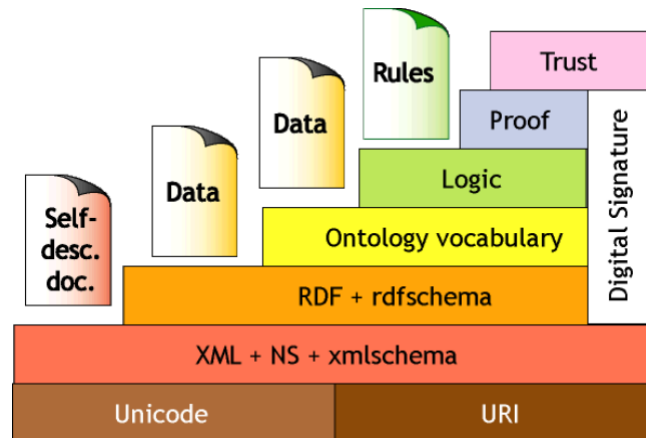 Trust
Rules
Proof
Data
Logic
Data
Digital Signature
Self-
desc.
doc.
Ontology vocabulary
RDF + rdfschema
XML + NS + xmlschema
Unicode
URI